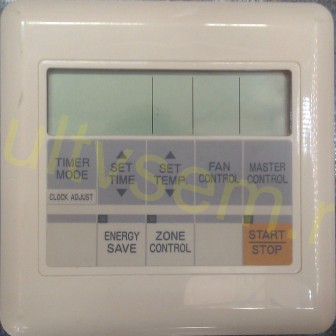 TIMER
MODE
SET
TIME
SET
TEMP.
FAN
CONTROL
MASTER
CONTROL
CLOCK ADJUST
ENERGY
SAVE
ZONE
CONTROL
START
STOP